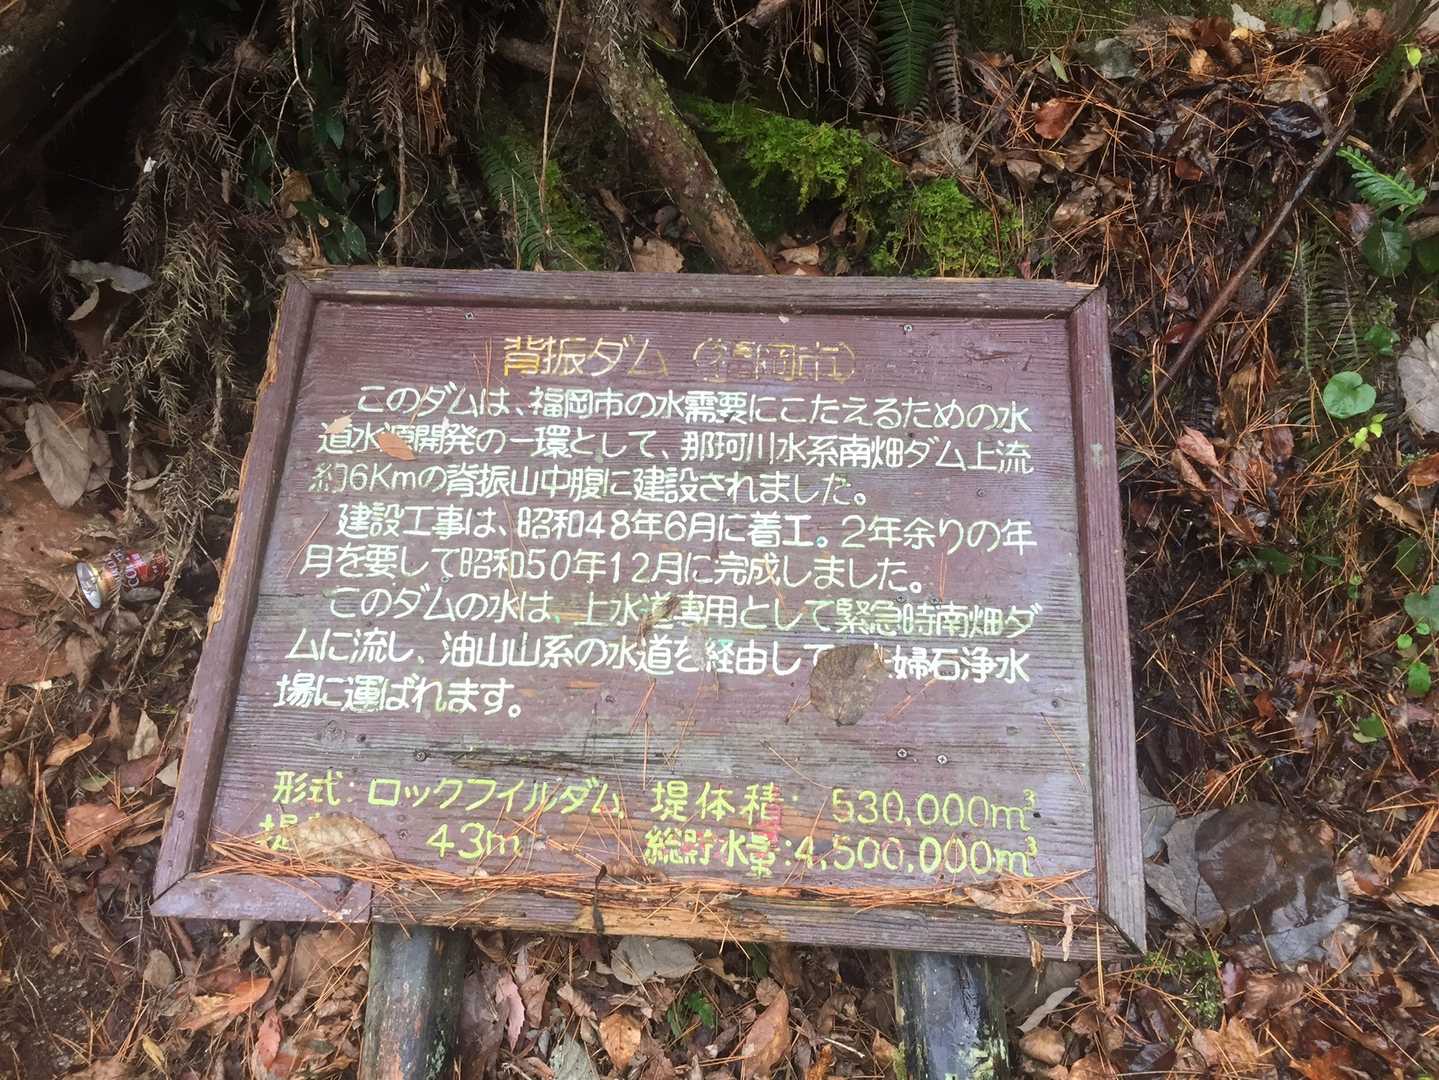 背振ダム (福岡市)
このダムは、福岡市の水需要にこたえるための水
道水源開発の一環として、那珂川水系南畑ダム上流
約6Kmの背振山中腹に建設されました。
建設工事は、昭和48年6月に着工。2年余りの年
月を要して昭和50年12月に完成しました。
このダムの水は、上水道専用として緊急時南畑ダ
ムに流し、油山山系の水道を経由して 婦石浄水
場に運ばれます。
形式:ロックフイルダム 堤体積: 530,000m³
堤 43m 総貯水量:4,500,000m³